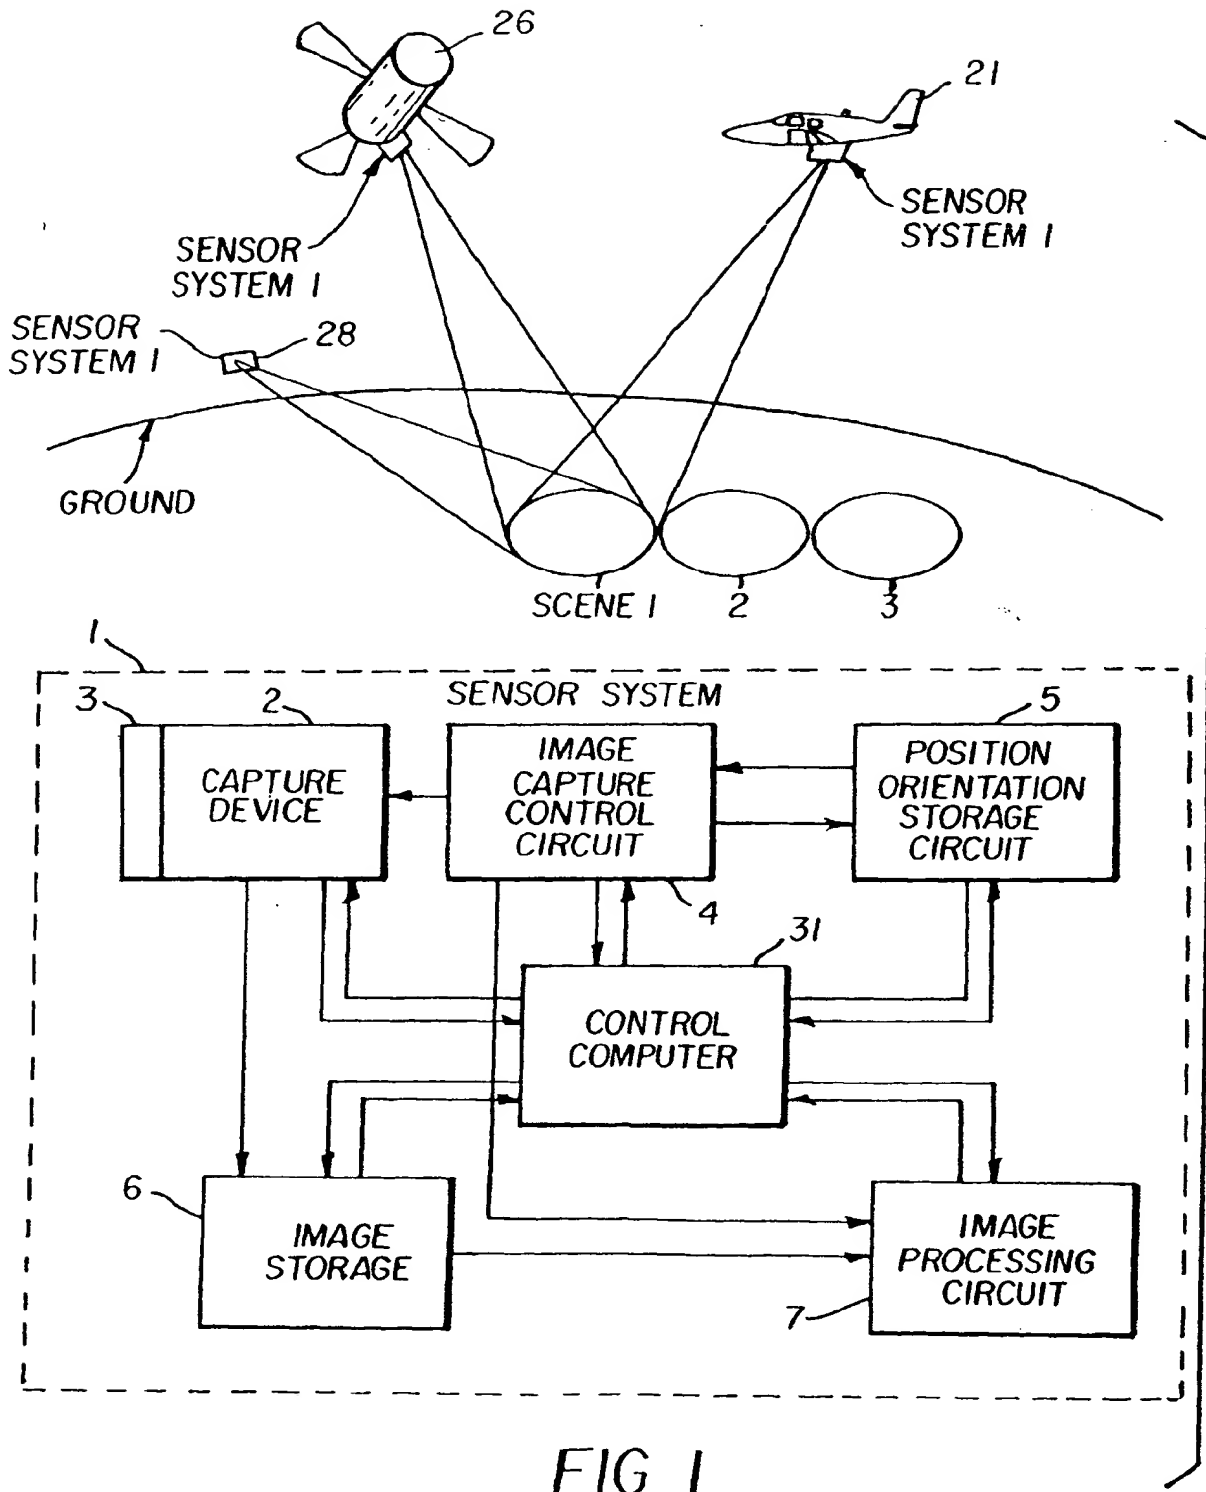 26
21
SENSOR
SYSTEM 1
SENSOR
SYSTEM 1
SENSOR
SYSTEM 1
28
GROUND
SCENE 1
2
3
1
SENSOR SYSTEM
3
2
5
CAPTURE
DEVICE
IMAGE
CAPTURE
CONTROL
CIRCUIT
POSITION
ORIENTATION
STORAGE
CIRCUIT
4
31
CONTROL
COMPUTER
6
IMAGE
STORAGE
IMAGE
PROCESSING
CIRCUIT
7
FIG 1